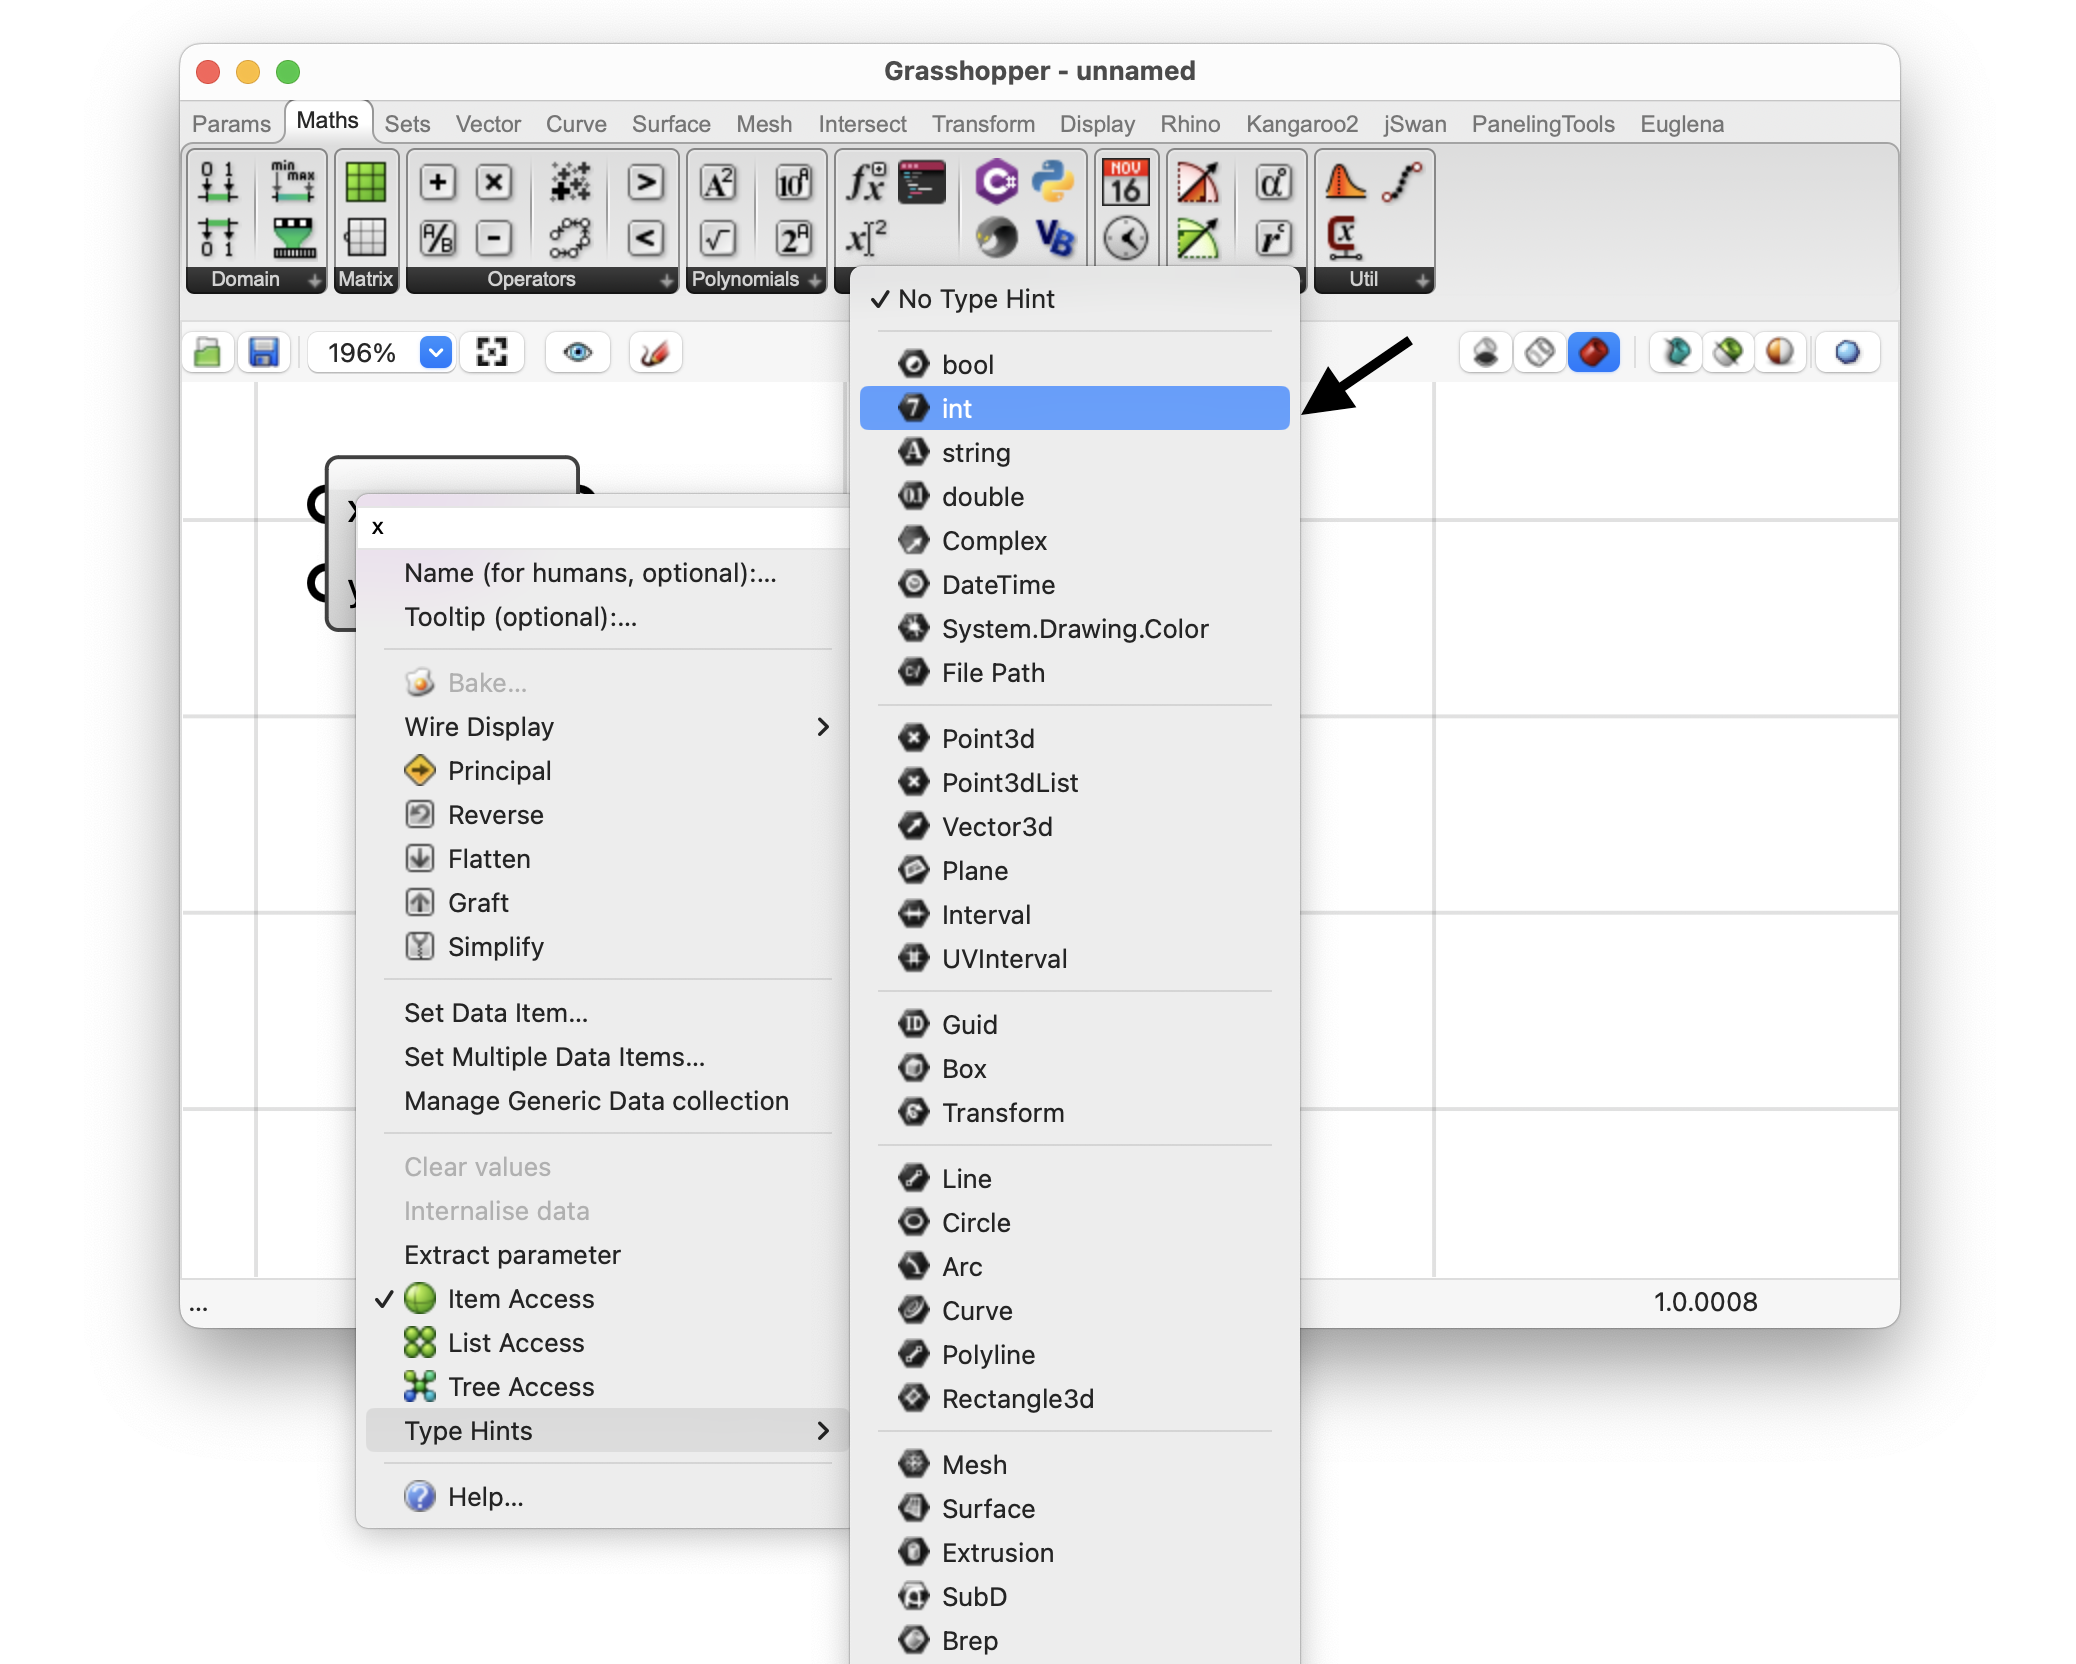 Grasshopper - unnamed
Params Maths Sets Vector Curve Surface Mesh Intersect Transform Display Rhino Kangaroo2 jSwan PanelingTools Euglena
Domain Matrix Operators Polynomials Util
196%
x
Name (for humans, optional):...
Tooltip (optional):...
Bake...
Wire Display
Principal
Reverse
Flatten
Graft
Simplify
Set Data Item...
Set Multiple Data Items...
Manage Generic Data collection
Clear values
Internalise data
Extract parameter
Item Access
List Access
Tree Access
Type Hints
Help...
No Type Hint
bool
int
string
double
Complex
DateTime
System.Drawing.Color
File Path
Point3d
Point3dList
Vector3d
Plane
Interval
UVInterval
Guid
Box
Transform
Line
Circle
Arc
Curve
Polyline
Rectangle3d
Mesh
Surface
Extrusion
SubD
Brep
...
1.0.0008